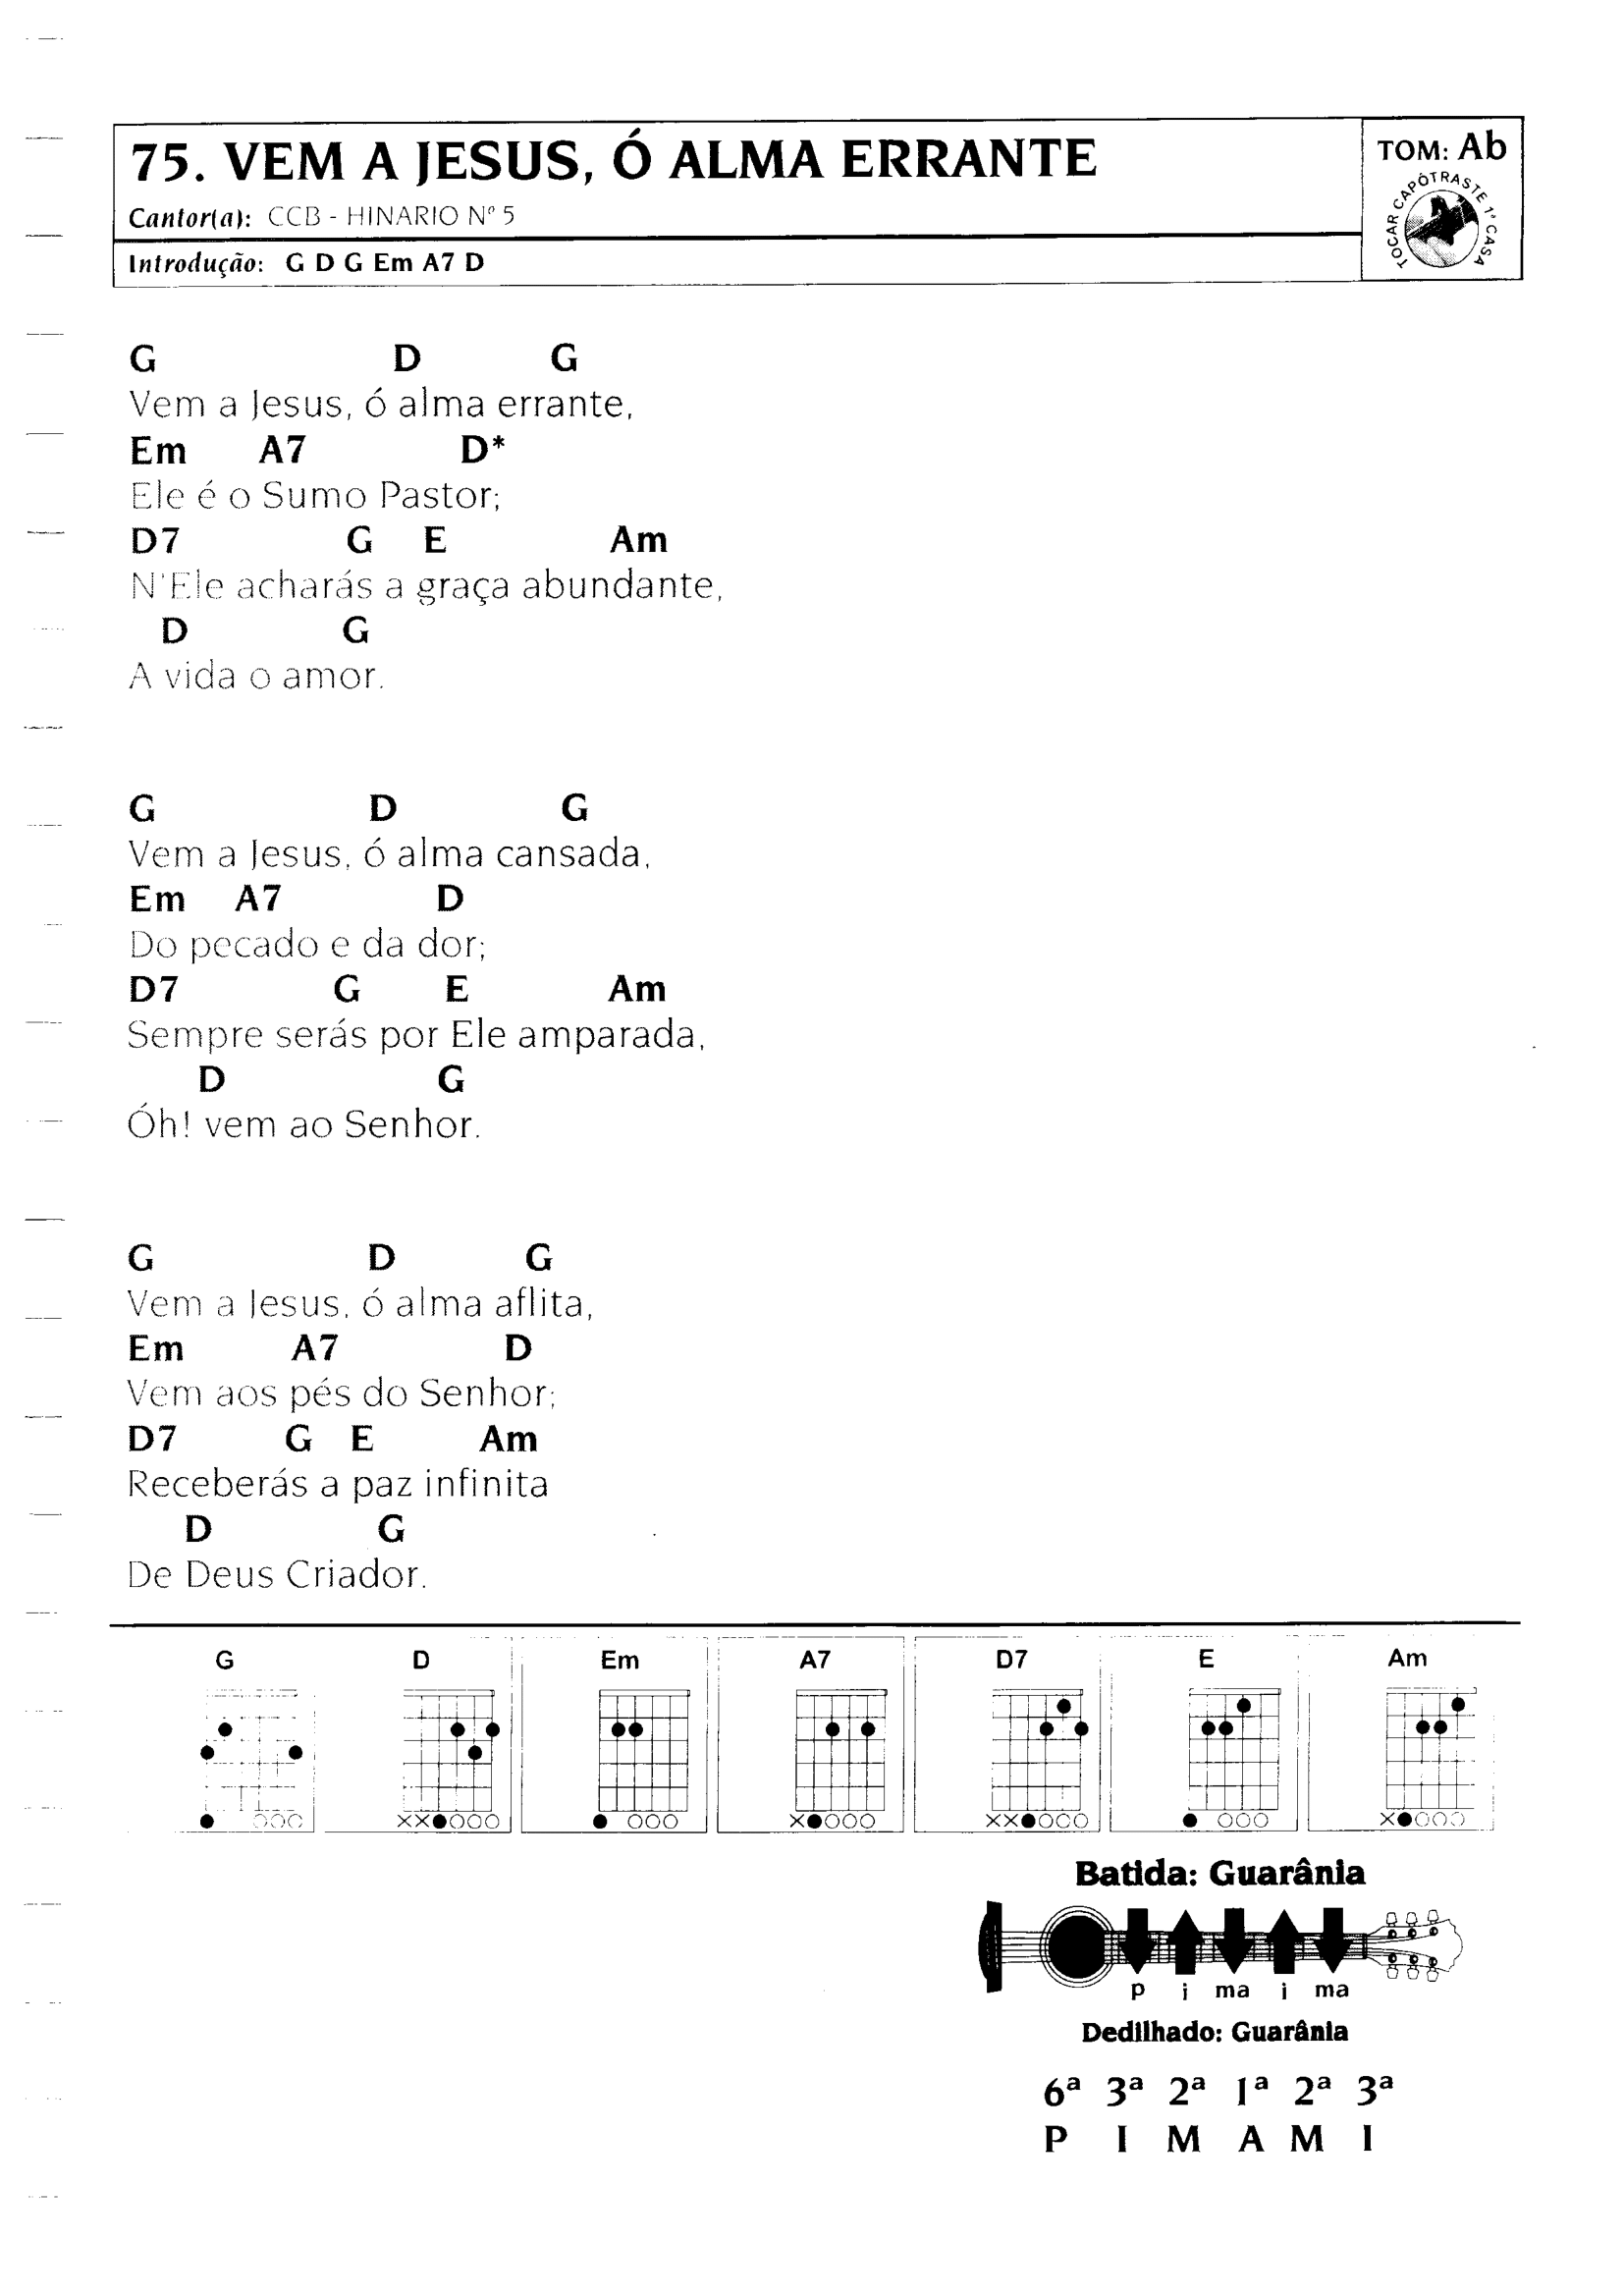 75. VEM A JESUS, Ó ALMA ERRANTE
Cantor(a): CCB - HINARIO Nº 5
Introdução: G D G Em A7 D
TOM: Ab
TOCAR CAPÒTRASTE 1ª CASA
G D G
Vem a Jesus, ó alma errante,
Em A7 D*
Ele é o Sumo Pastor;
D7 G E Am
N'Ele acharás a graça abundante,
D G
A vida o amor.
G D G
Vem a Jesus, ó alma cansada,
Em A7 D
Do pecado e da dor;
D7 G E Am
Sempre serás por Ele amparada,
D G
Óh! vem ao Senhor.
G D G
Vem a Jesus, ó alma aflita,
Em A7 D
Vem aos pés do Senhor;
D7 G E Am
Receberás a paz infinita
D G
De Deus Criador.
G D Em A7 D7 E Am
Batida: Guarânia
p i ma i ma
Dedilhado: Guarânia
6ª 3ª 2ª 1ª 2ª 3ª
P I M A M I